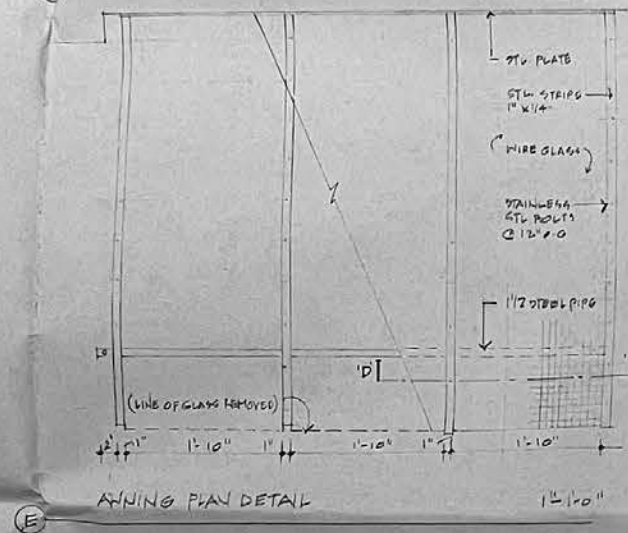 STL. PLATE
STL. STRIPS
1" X 1/4"
WIRE GLASS
STAINLESS
STL BOLTS
@ 12" O.C
1 1/2 STEEL PIPE
'D'
(LINE OF GLASS REMOVED)
2" 1" 1'-10" 1" 1'-10" 1" 1'-10"
AWNING PLAN DETAIL 1"=1'-0"
E